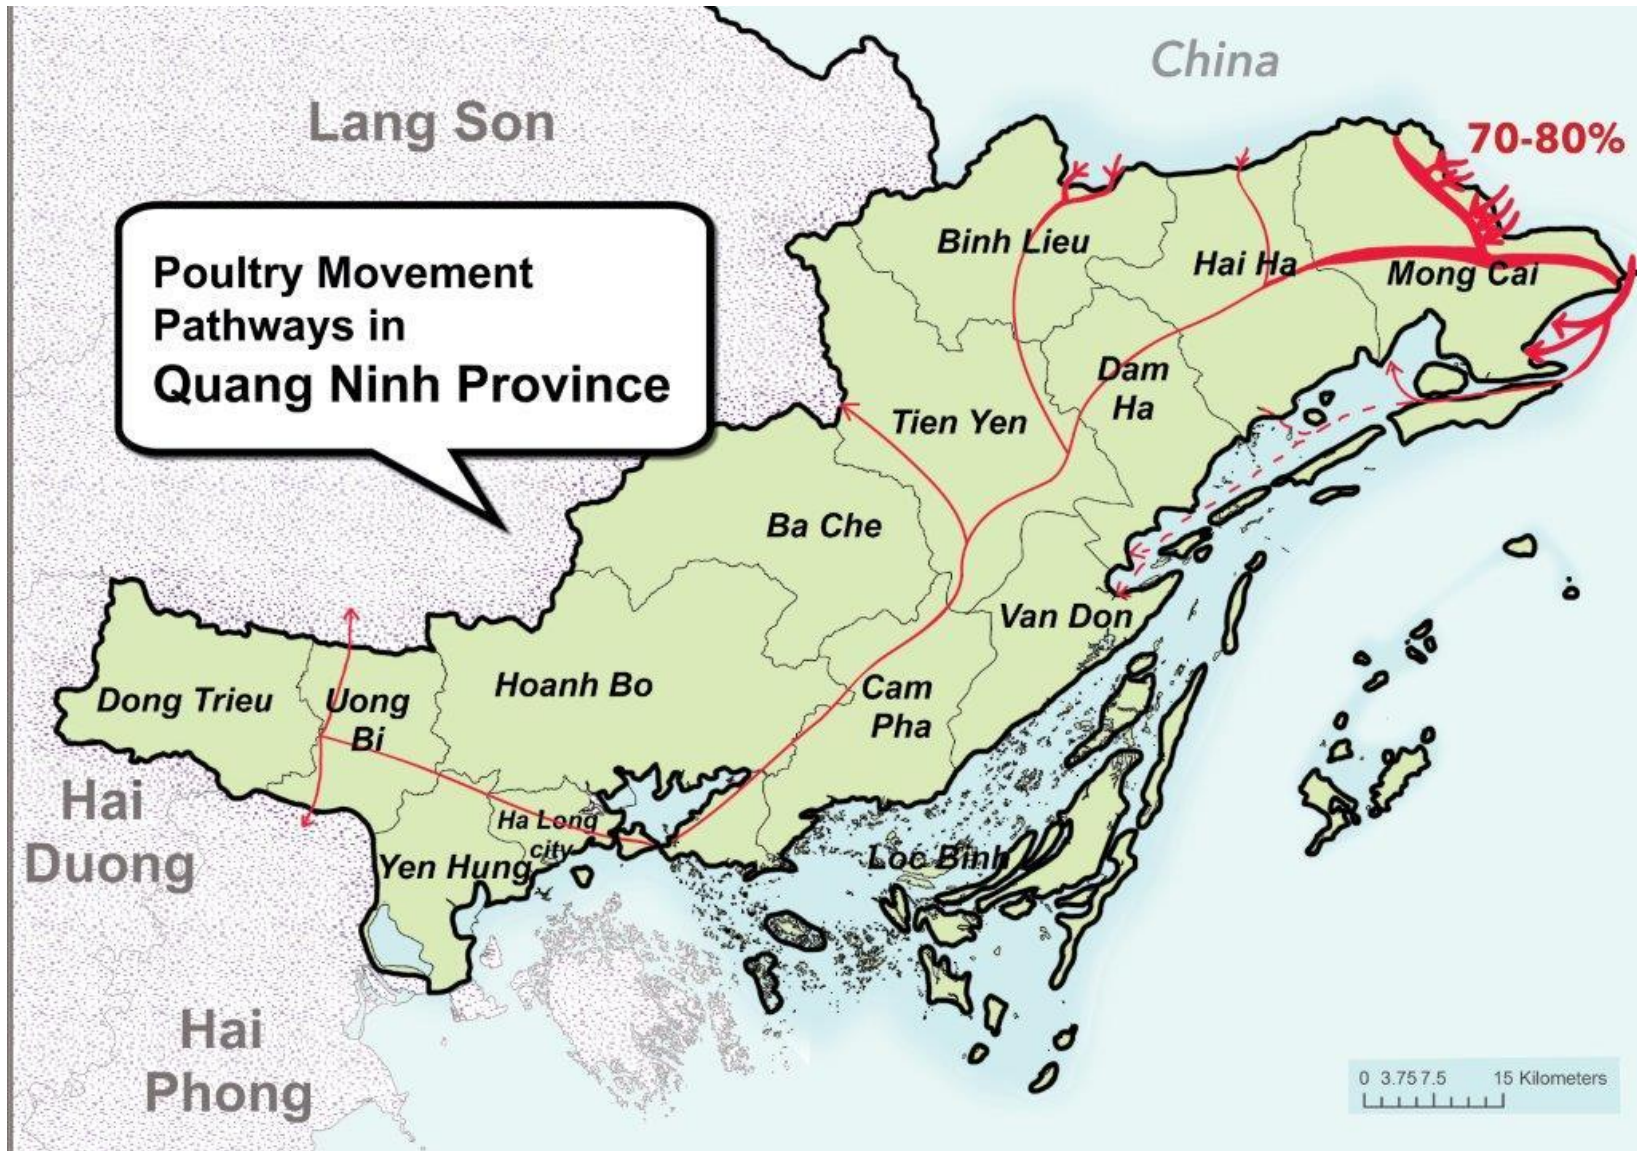 China
Lang Son
70-80%
Poultry Movement
Pathways in
Quang Ninh Province
Binh Lieu
Hai Ha
Mong Cai
Dam
Ha
Tien Yen
Ba Che
Van Don
Hoanh Bo
Cam
Pha
Dong Trieu
Uong
Bi
Hai
Duong
Ha Long
city
Yen Hung
Loc Binh
Hai
Phong
0 3.75 7.5 15 Kilometers